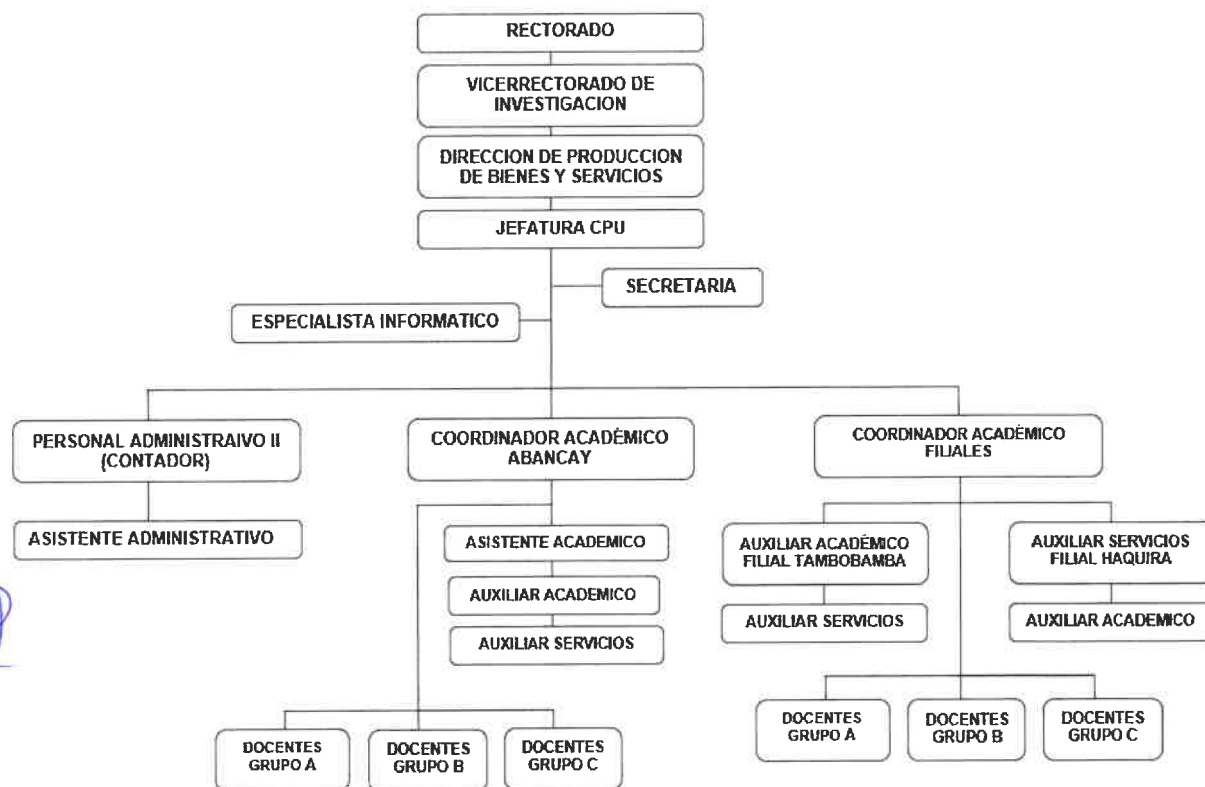 RECTORADO
VICERRECTORADO DE
INVESTIGACION
DIRECCION DE PRODUCCION
DE BIENES Y SERVICIOS
JEFATURA CPU
SECRETARIA
ESPECIALISTA INFORMATICO
PERSONAL ADMINISTRAIVO II
(CONTADOR)
ASISTENTE ADMINISTRATIVO
COORDINADOR ACADÉMICO
ABANCAY
ASISTENTE ACADEMICO
AUXILIAR ACADEMICO
AUXILIAR SERVICIOS
DOCENTES
GRUPO A
DOCENTES
GRUPO B
DOCENTES
GRUPO C
COORDINADOR ACADÉMICO
FILIALES
AUXILIAR ACADÉMICO
FILIAL TAMBOBAMBA
AUXILIAR SERVICIOS
AUXILIAR SERVICIOS
FILIAL HAQUIRA
AUXILIAR ACADEMICO
DOCENTES
GRUPO A
DOCENTES
GRUPO B
DOCENTES
GRUPO C